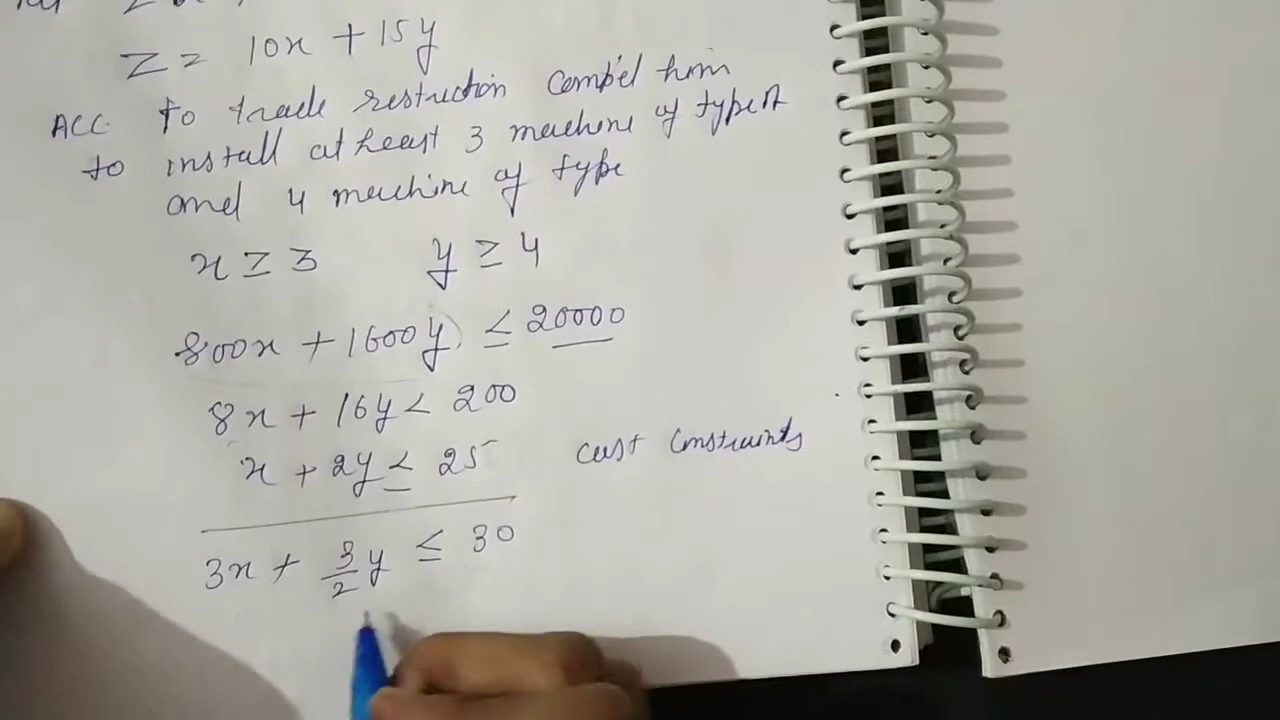 Z = 10x + 15y
Acc. to trade restruction compel him
to install at least 3 machine of type A
and 4 machine of type
x ≥ 3 y ≥ 4
800x + 1600y ≤ 20000
8x + 16y < 200
x + 2y ≤ 25 cost constraints
3x + 3/2 y ≤ 30